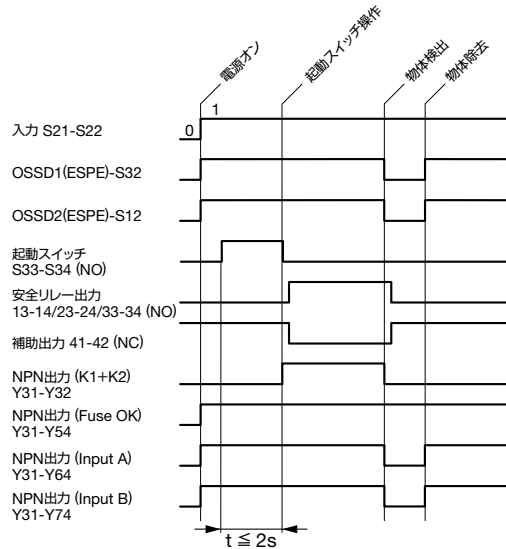 電源オン
起動スイッチ操作
物体検出
物体除去
1
入力 S21-S22
0
OSSD1(ESPE)-S32
OSSD2(ESPE)-S12
起動スイッチ
S33-S34 (NO)
安全リレー出力
13-14/23-24/33-34 (NO)
補助出力 41-42 (NC)
NPN出力 (K1+K2)
Y31-Y32
NPN出力 (Fuse OK)
Y31-Y54
NPN出力 (Input A)
Y31-Y64
NPN出力 (Input B)
Y31-Y74
t ≦ 2s